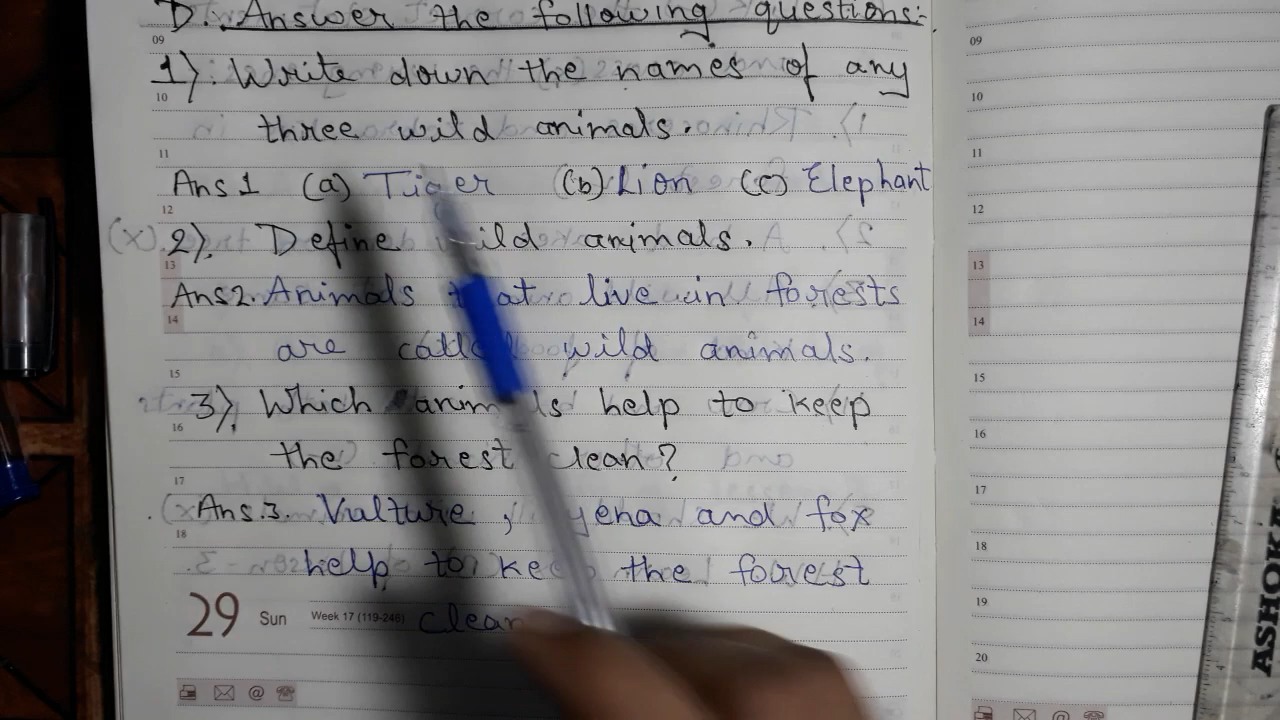 D. Answer the following questions:
09
1). Write down the names of any
10
three wild animals.
11
Ans 1 (a) Tiger (b) Lion (c) Elephant
12
(x) 2). Define wild animals.
13
Ans 2. Animals that live in forests
14
are called wild animals.
15
3). Which animals help to keep
16
the forest clean?
17
(x Ans.3. Vulture, and fox
18
help to keep the forest
29 Sun Week 17 (119-246) clean
09
10
11
12
13
14
15
16
17
18
19
20
ASHOK